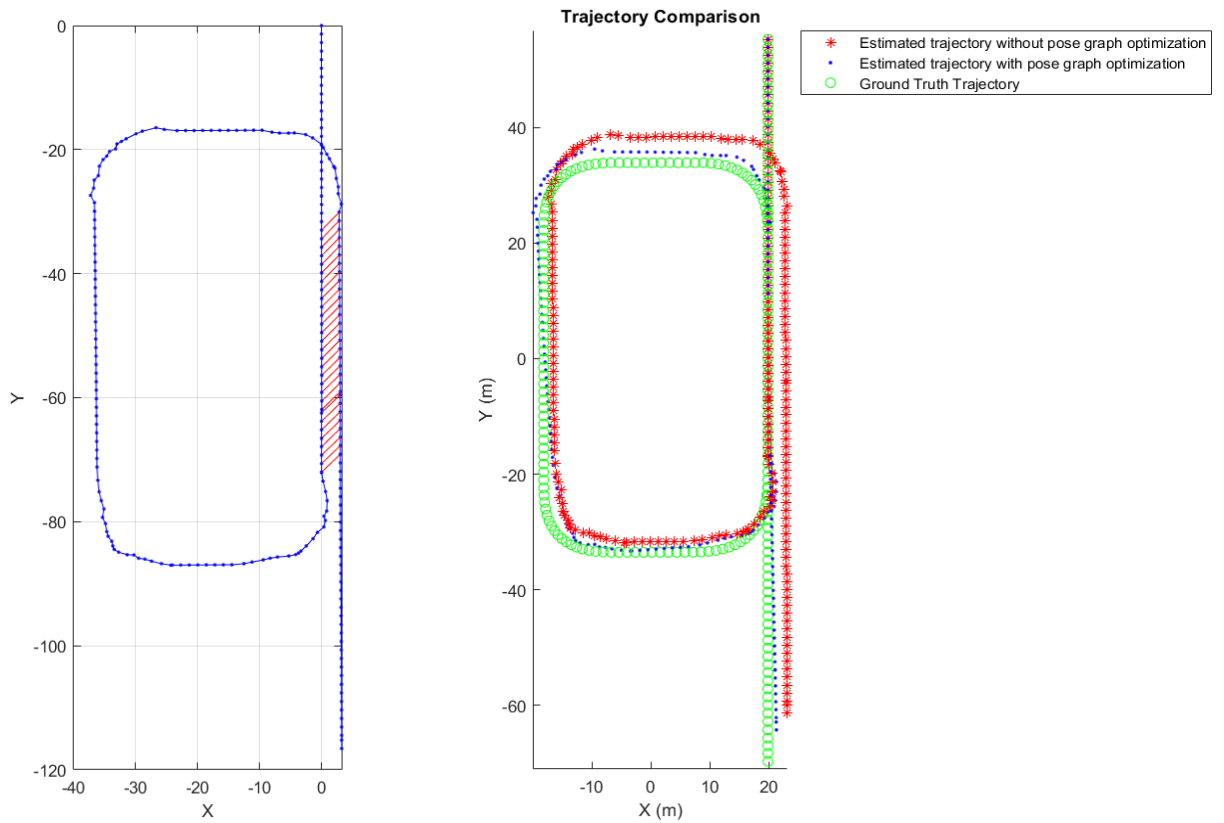 0
-20
-40
-60
-80
-100
-120
Y
-40
-30
-20
-10
0
X
Trajectory Comparison
40
20
0
-20
-40
-60
Y (m)
-10
0
10
20
X (m)
Estimated trajectory without pose graph optimization
Estimated trajectory with pose graph optimization
Ground Truth Trajectory